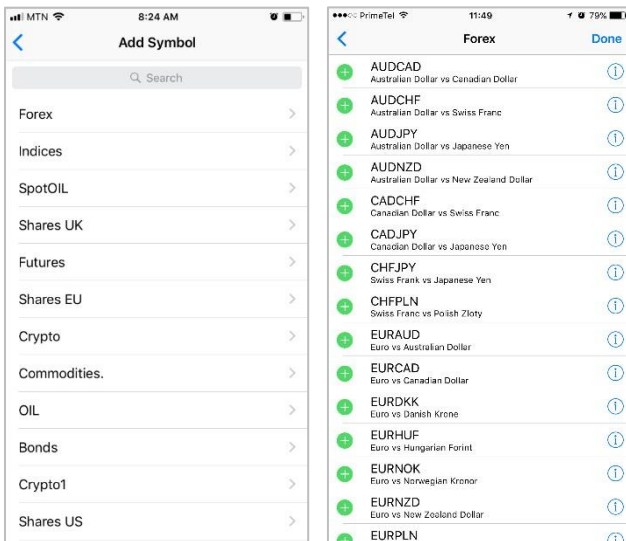 MTN 8:24 AM
Add Symbol
Search
Forex
Indices
SpotOIL
Shares UK
Futures
Shares EU
Crypto
Commodities.
OIL
Bonds
Crypto1
Shares US
PrimeTel 11:49 79%
Forex Done
AUDCAD
Australian Dollar vs Canadian Dollar
AUDCHF
Australian Dollar vs Swiss Franc
AUDJPY
Australian Dollar vs Japanese Yen
AUDNZD
Australian Dollar vs New Zealand Dollar
CADCHF
Canadian Dollar vs Swiss Franc
CADJPY
Canadian Dollar vs Japanese Yen
CHFJPY
Swiss Frank vs Japanese Yen
CHFPLN
Swiss Franc vs Polish Zloty
EURAUD
Euro vs Australian Dollar
EURCAD
Euro vs Canadian Dollar
EURDKK
Euro vs Danish Krone
EURHUF
Euro vs Hungarian Forint
EURNOK
Euro vs Norwegian Kronor
EURNZD
Euro vs New Zealand Dollar
EURPLN